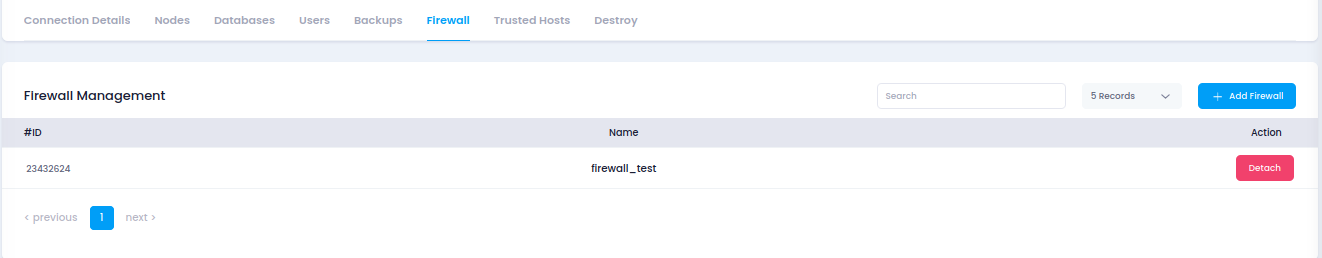 Connection Details Nodes Databases Users Backups Firewall Trusted Hosts Destroy
Firewall Management Search 5 Records + Add Firewall
#ID Name Action
23432624 firewall_test Detach
< previous 1 next >